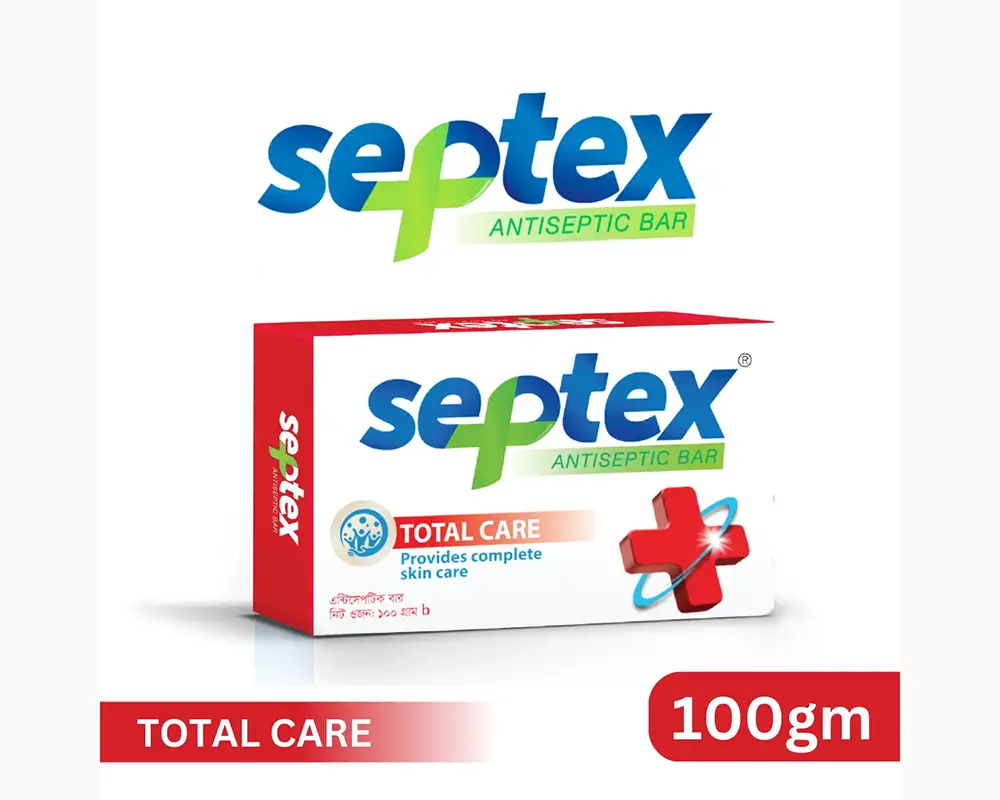 septex
ANTISEPTIC BAR
septex
septex®
ANTISEPTIC BAR
septex
ANTISEPTIC BAR
TOTAL CARE
Provides complete
skin care
এন্টিসেপটিক বার
নিট ওজন: ১০০ গ্রাম b
TOTAL CARE
100gm